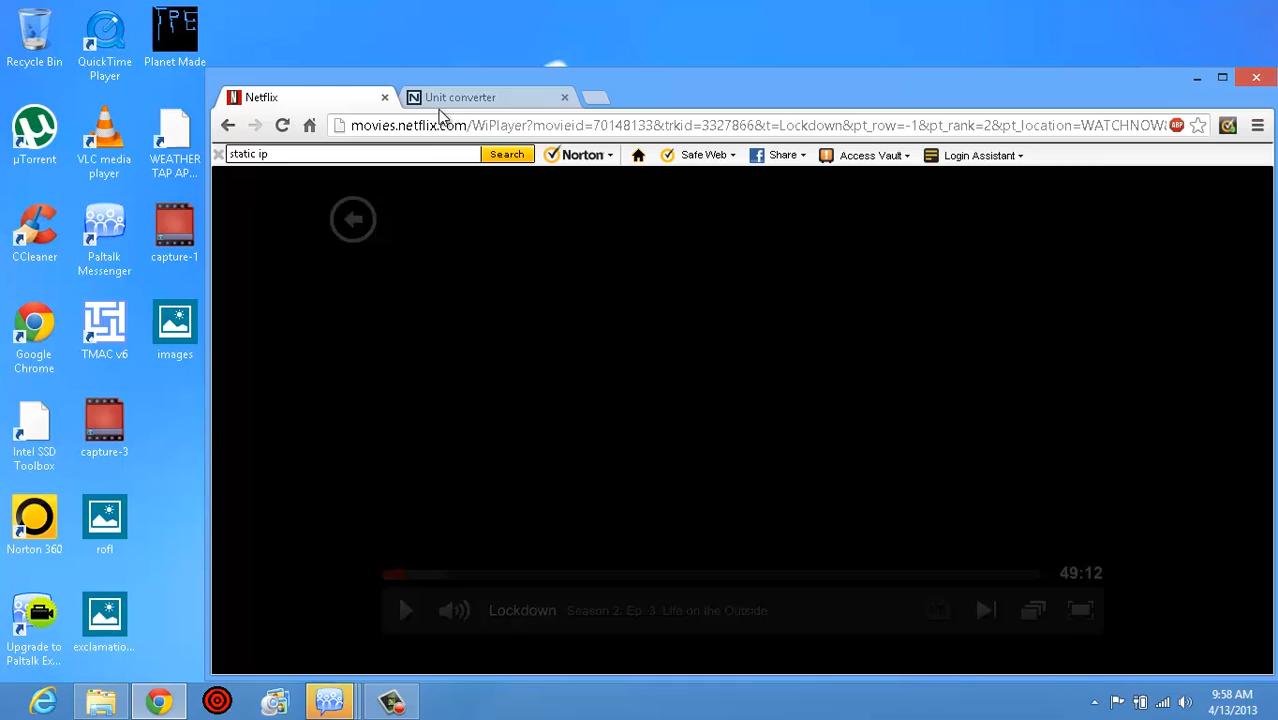 Recycle Bin
QuickTime
Player
TPE
Planet Made
µTorrent
VLC media
player
WEATHER
TAP AP...
CCleaner
Paltalk
Messenger
capture-1
Google
Chrome
TMAC v6
images
Intel SSD
Toolbox
capture-3
Norton 360
rofl
Upgrade to
Paltalk Ex...
exclamatio...
Netflix
Unit converter
movies.netflix.com/WiPlayer?movieid=70148133&trkid=3327866&t=Lockdown&pt_row=-1&pt_rank=2&pt_location=WATCHNOW
ABP
static ip
Search
Norton
Safe Web
Share
Access Vault
Login Assistant
49:12
Lockdown Season 2: Ep. 3 Life on the Outside
9:58 AM
4/13/2013